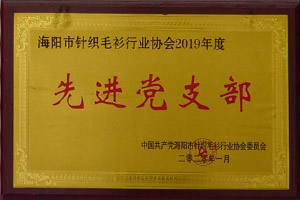 海阳市针织毛衫行业协会2019年度
先进党支部
中国共产党海阳市针织毛衫行业协会委员会
二〇二〇年一月